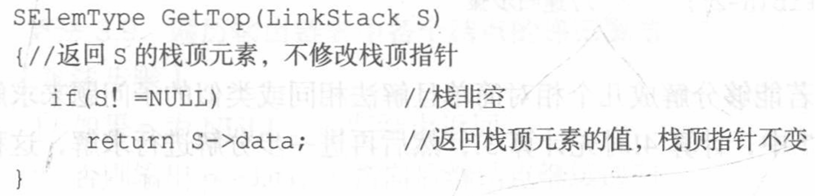 SElemType GetTop(LinkStack S)
{//返回S的栈顶元素，不修改栈顶指针
if(S!=NULL) //栈非空
return S->data; //返回栈顶元素的值，栈顶指针不变
}